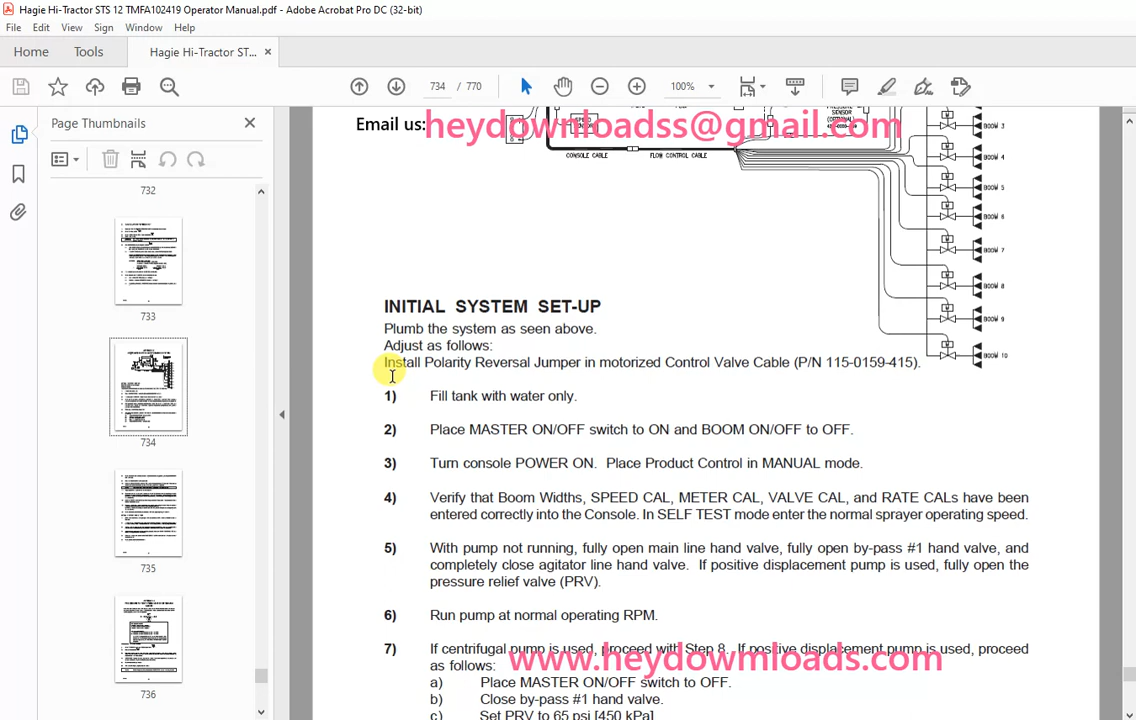 Hagie Hi-Tractor STS 12 TMFA102419 Operator Manual.pdf - Adobe Acrobat Pro DC (32-bit)
File Edit View Sign Window Help
Home Tools Hagie Hi-Tractor ST... ×
734 / 770 100%
Page Thumbnails
732
733
734
735
736
Email us:heydownloadss@gmail.com
CONSOLE CABLE FLOW CONTROL CABLE
BOOM 3
BOOM 4
BOOM 5
BOOM 6
BOOM 7
BOOM 8
BOOM 9
BOOM 10
INITIAL SYSTEM SET-UP
Plumb the system as seen above.
Adjust as follows:
Install Polarity Reversal Jumper in motorized Control Valve Cable (P/N 115-0159-415).
1) Fill tank with water only.
2) Place MASTER ON/OFF switch to ON and BOOM ON/OFF to OFF.
3) Turn console POWER ON. Place Product Control in MANUAL mode.
4) Verify that Boom Widths, SPEED CAL, METER CAL, VALVE CAL, and RATE CALs have been
entered correctly into the Console. In SELF TEST mode enter the normal sprayer operating speed.
5) With pump not running, fully open main line hand valve, fully open by-pass #1 hand valve, and
completely close agitator line hand valve. If positive displacement pump is used, fully open the
pressure relief valve (PRV).
6) Run pump at normal operating RPM.
7) If centrifugal pump is used, proceed with Step 8. If positive displacement pump is used, proceed
as follows:
www.heydowmloads.com
a) Place MASTER ON/OFF switch to OFF.
b) Close by-pass #1 hand valve.
c) Set PRV to 65 psi [450 kPa]